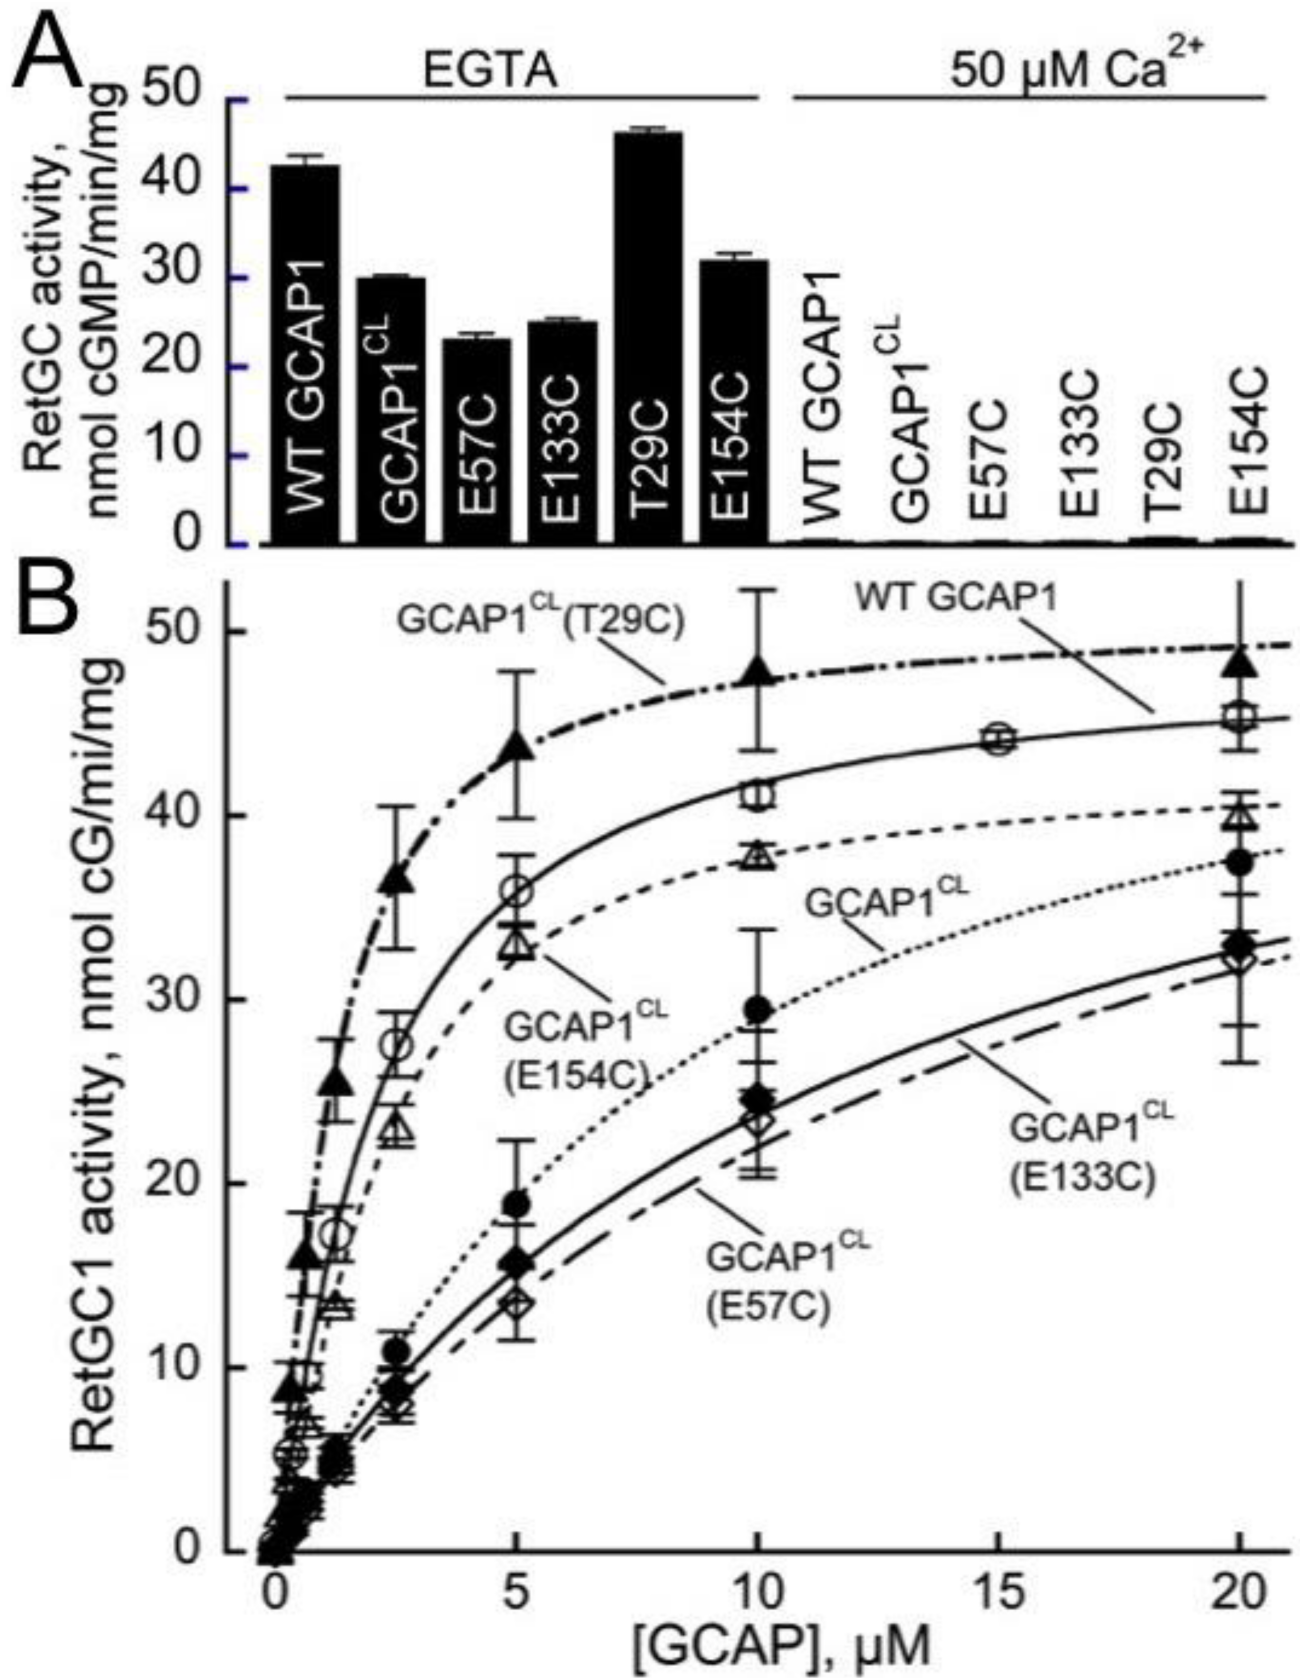 A
EGTA
50 µM Ca2+
RetGC activity,
nmol cGMP/min/mg
50
40
30
20
10
0
WT GCAP1
GCAP1CL
E57C
E133C
T29C
E154C
WT GCAP1
GCAP1CL
E57C
E133C
T29C
E154C
B
RetGC1 activity, nmol cG/mi/mg
50
40
30
20
10
0
GCAP1CL(T29C)
WT GCAP1
GCAP1CL
GCAP1CL
(E154C)
GCAP1CL
(E133C)
GCAP1CL
(E57C)
0
5
10
15
20
[GCAP], µM